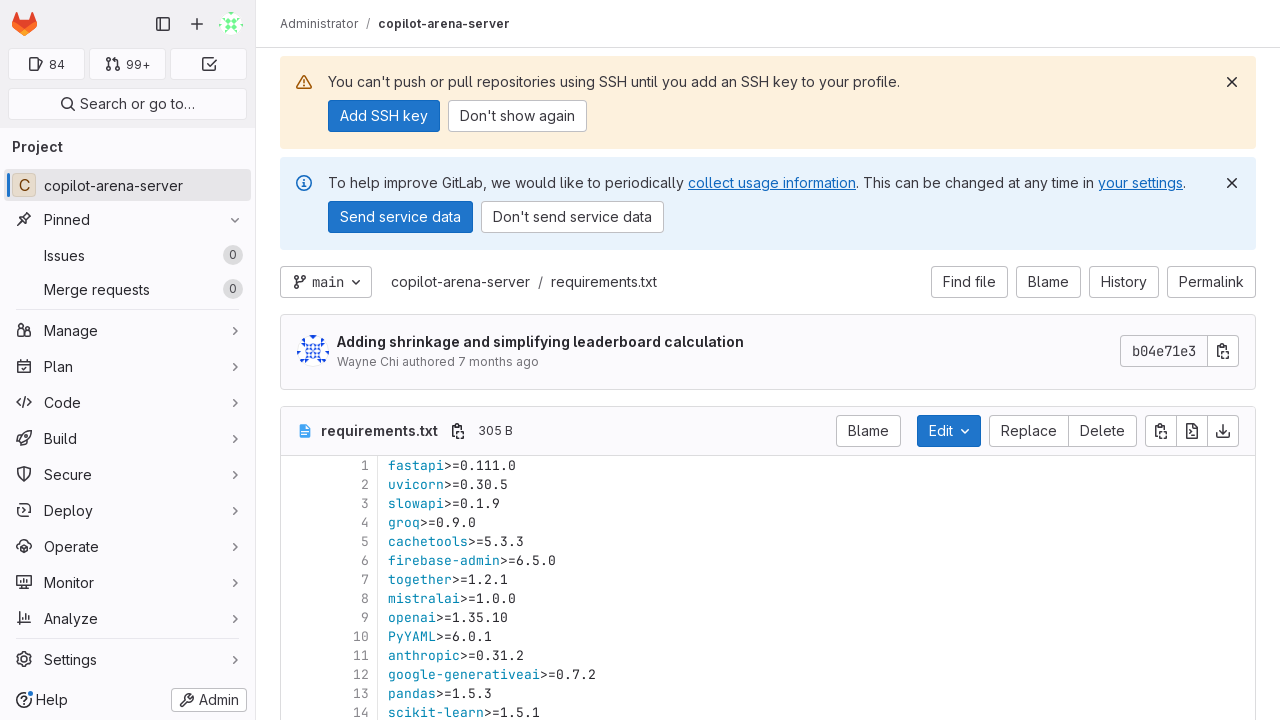 Administrator / copilot-arena-server
84
99+
Search or go to…
Project
C copilot-arena-server
Pinned
Issues 0
Merge requests 0
Manage
Plan
Code
Build
Secure
Deploy
Operate
Monitor
Analyze
Settings
Help
Admin
You can't push or pull repositories using SSH until you add an SSH key to your profile.
Add SSH key
Don't show again
To help improve GitLab, we would like to periodically collect usage information. This can be changed at any time in your settings.
Send service data
Don't send service data
main
copilot-arena-server / requirements.txt
Find file
Blame
History
Permalink
Adding shrinkage and simplifying leaderboard calculation
Wayne Chi authored 7 months ago
b04e71e3
requirements.txt
305 B
Blame
Edit
Replace
Delete
1 fastapi>=0.111.0
2 uvicorn>=0.30.5
3 slowapi>=0.1.9
4 groq>=0.9.0
5 cachetools>=5.3.3
6 firebase-admin>=6.5.0
7 together>=1.2.1
8 mistralai>=1.0.0
9 openai>=1.35.10
10 PyYAML>=6.0.1
11 anthropic>=0.31.2
12 google-generativeai>=0.7.2
13 pandas>=1.5.3
14 scikit-learn>=1.5.1